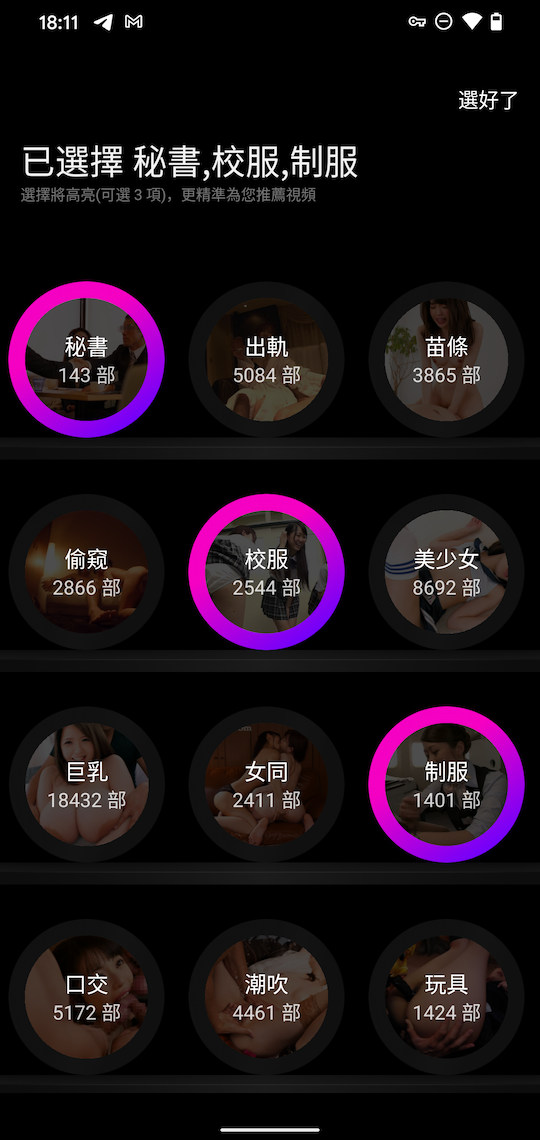 18:11
選好了
已選擇 秘書,校服,制服
選擇將高亮(可選 3 項)，更精準為您推薦視頻
秘書
143 部
出軌
5084 部
苗條
3865 部
偷窺
2866 部
校服
2544 部
美少女
8692 部
巨乳
18432 部
女同
2411 部
制服
1401 部
口交
5172 部
潮吹
4461 部
玩具
1424 部